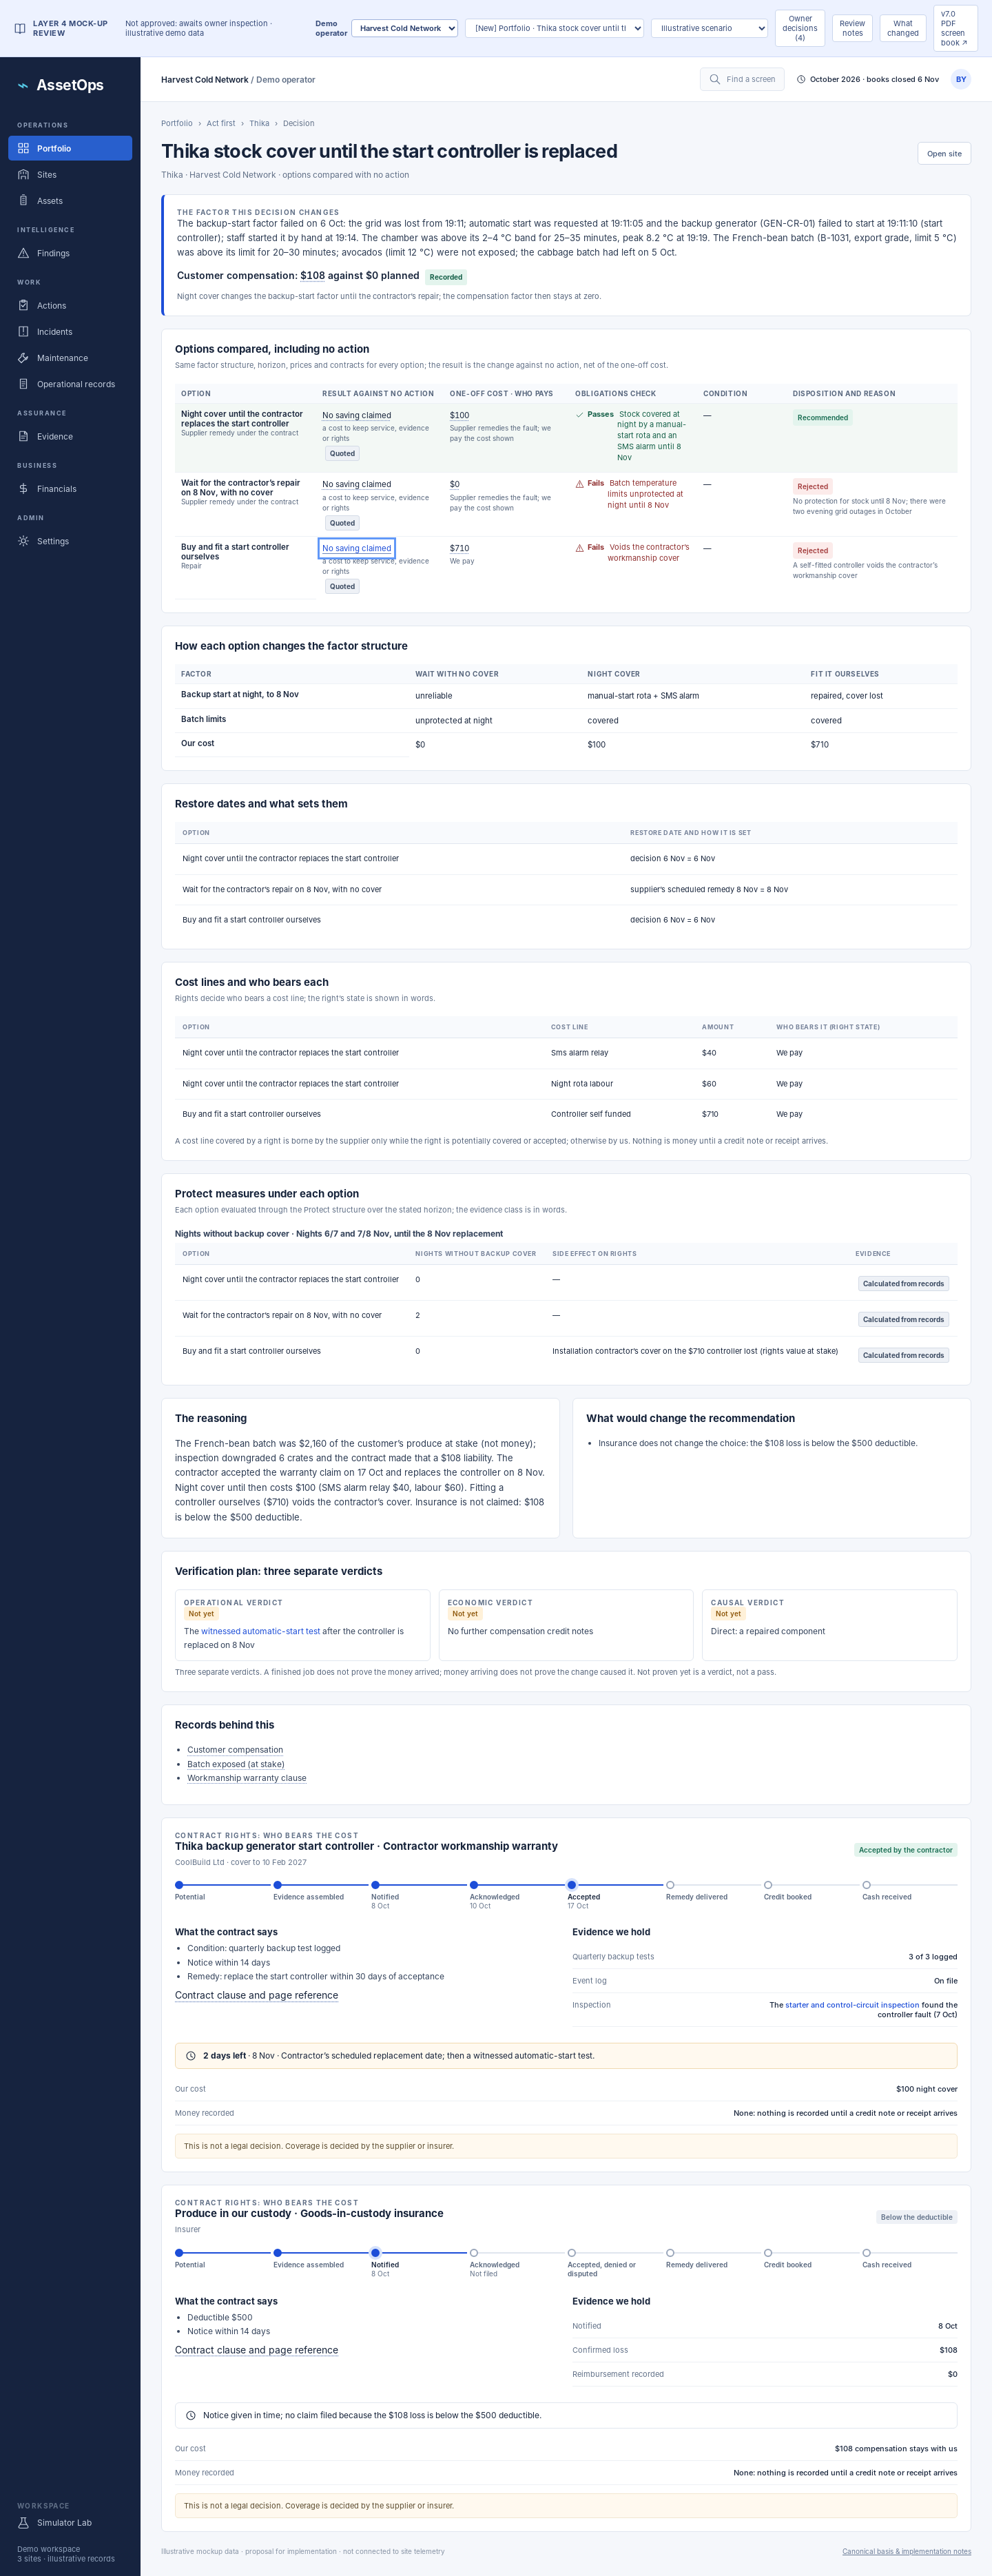 LAYER 4 MOCK-UP REVIEW
Not approved: awaits owner inspection · illustrative demo data
Demo operator
Harvest Cold Network
[New] Portfolio · Thika stock cover until ti
Illustrative scenario
Owner decisions (4)
Review notes
What changed
v7.0 PDF screen book ↗
AssetOps
OPERATIONS
Portfolio
Sites
Assets
INTELLIGENCE
Findings
WORK
Actions
Incidents
Maintenance
Operational records
ASSURANCE
Evidence
BUSINESS
Financials
ADMIN
Settings
WORKSPACE
Simulator Lab
Demo workspace
3 sites · illustrative records
Harvest Cold Network / Demo operator
Find a screen
October 2026 · books closed 6 Nov
BY
Portfolio › Act first › Thika › Decision
Thika stock cover until the start controller is replaced
Open site
Thika · Harvest Cold Network · options compared with no action
THE FACTOR THIS DECISION CHANGES
The backup-start factor failed on 6 Oct: the grid was lost from 19:11; automatic start was requested at 19:11:05 and the backup generator (GEN-CR-01) failed to start at 19:11:10 (start
controller); staff started it by hand at 19:14. The chamber was above its 2–4 °C band for 25–35 minutes, peak 8.2 °C at 19:19. The French-bean batch (B-1031, export grade, limit 5 °C)
was above its limit for 20–30 minutes; avocados (limit 12 °C) were not exposed; the cabbage batch had left on 5 Oct.
Customer compensation: $108 against $0 planned Recorded
Night cover changes the backup-start factor until the contractor's repair; the compensation factor then stays at zero.
Options compared, including no action
Same factor structure, horizon, prices and contracts for every option; the result is the change against no action, net of the one-off cost.
OPTION RESULT AGAINST NO ACTION ONE-OFF COST · WHO PAYS OBLIGATIONS CHECK CONDITION DISPOSITION AND REASON
Night cover until the contractor replaces the start controller
Supplier remedy under the contract
No saving claimed
a cost to keep service, evidence or rights
Quoted
$100
Supplier remedies the fault; we pay the cost shown
Passes Stock covered at night by a manual-start rota and an SMS alarm until 8 Nov
—
Recommended
Wait for the contractor's repair on 8 Nov, with no cover
Supplier remedy under the contract
No saving claimed
a cost to keep service, evidence or rights
Quoted
$0
Supplier remedies the fault; we pay the cost shown
Fails Batch temperature limits unprotected at night until 8 Nov
—
Rejected
No protection for stock until 8 Nov; there were two evening grid outages in October
Buy and fit a start controller ourselves
Repair
No saving claimed
a cost to keep service, evidence or rights
Quoted
$710
We pay
Fails Voids the contractor's workmanship cover
—
Rejected
A self-fitted controller voids the contractor's workmanship cover
How each option changes the factor structure
FACTOR WAIT WITH NO COVER NIGHT COVER FIT IT OURSELVES
Backup start at night, to 8 Nov unreliable manual-start rota + SMS alarm repaired, cover lost
Batch limits unprotected at night covered covered
Our cost $0 $100 $710
Restore dates and what sets them
OPTION RESTORE DATE AND HOW IT IS SET
Night cover until the contractor replaces the start controller decision 6 Nov = 6 Nov
Wait for the contractor's repair on 8 Nov, with no cover supplier's scheduled remedy 8 Nov = 8 Nov
Buy and fit a start controller ourselves decision 6 Nov = 6 Nov
Cost lines and who bears each
Rights decide who bears a cost line; the right's state is shown in words.
OPTION COST LINE AMOUNT WHO BEARS IT (RIGHT STATE)
Night cover until the contractor replaces the start controller Sms alarm relay $40 We pay
Night cover until the contractor replaces the start controller Night rota labour $60 We pay
Buy and fit a start controller ourselves Controller self funded $710 We pay
A cost line covered by a right is borne by the supplier only while the right is potentially covered or accepted; otherwise by us. Nothing is money until a credit note or receipt arrives.
Protect measures under each option
Each option evaluated through the Protect structure over the stated horizon; the evidence class is in words.
Nights without backup cover · Nights 6/7 and 7/8 Nov, until the 8 Nov replacement
OPTION NIGHTS WITHOUT BACKUP COVER SIDE EFFECT ON RIGHTS EVIDENCE
Night cover until the contractor replaces the start controller 0 — Calculated from records
Wait for the contractor's repair on 8 Nov, with no cover 2 — Calculated from records
Buy and fit a start controller ourselves 0 Installation contractor's cover on the $710 controller lost (rights value at stake) Calculated from records
The reasoning
The French-bean batch was $2,160 of the customer's produce at stake (not money);
inspection downgraded 6 crates and the contract made that a $108 liability. The
contractor accepted the warranty claim on 17 Oct and replaces the controller on 8 Nov.
Night cover until then costs $100 (SMS alarm relay $40, labour $60). Fitting a
controller ourselves ($710) voids the contractor's cover. Insurance is not claimed: $108
is below the $500 deductible.
What would change the recommendation
• Insurance does not change the choice: the $108 loss is below the $500 deductible.
Verification plan: three separate verdicts
OPERATIONAL VERDICT
Not yet
The witnessed automatic-start test after the controller is
replaced on 8 Nov
ECONOMIC VERDICT
Not yet
No further compensation credit notes
CAUSAL VERDICT
Not yet
Direct: a repaired component
Three separate verdicts. A finished job does not prove the money arrived; money arriving does not prove the change caused it. Not proven yet is a verdict, not a pass.
Records behind this
• Customer compensation
• Batch exposed (at stake)
• Workmanship warranty clause
CONTRACT RIGHTS: WHO BEARS THE COST
Thika backup generator start controller · Contractor workmanship warranty
Accepted by the contractor
CoolBuild Ltd · cover to 10 Feb 2027
Potential Evidence assembled Notified Acknowledged Accepted Remedy delivered Credit booked Cash received
8 Oct 10 Oct 17 Oct
What the contract says
• Condition: quarterly backup test logged
• Notice within 14 days
• Remedy: replace the start controller within 30 days of acceptance
Contract clause and page reference
Evidence we hold
Quarterly backup tests 3 of 3 logged
Event log On file
Inspection The starter and control-circuit inspection found the
controller fault (7 Oct)
2 days left · 8 Nov · Contractor's scheduled replacement date; then a witnessed automatic-start test.
Our cost $100 night cover
Money recorded None: nothing is recorded until a credit note or receipt arrives
This is not a legal decision. Coverage is decided by the supplier or insurer.
CONTRACT RIGHTS: WHO BEARS THE COST
Produce in our custody · Goods-in-custody insurance
Below the deductible
Insurer
Potential Evidence assembled Notified Acknowledged Accepted, denied or disputed Remedy delivered Credit booked Cash received
8 Oct Not filed
What the contract says
• Deductible $500
• Notice within 14 days
Contract clause and page reference
Evidence we hold
Notified 8 Oct
Confirmed loss $108
Reimbursement recorded $0
Notice given in time; no claim filed because the $108 loss is below the $500 deductible.
Our cost $108 compensation stays with us
Money recorded None: nothing is recorded until a credit note or receipt arrives
This is not a legal decision. Coverage is decided by the supplier or insurer.
Illustrative mockup data · proposal for implementation · not connected to site telemetry
Canonical basis & implementation notes